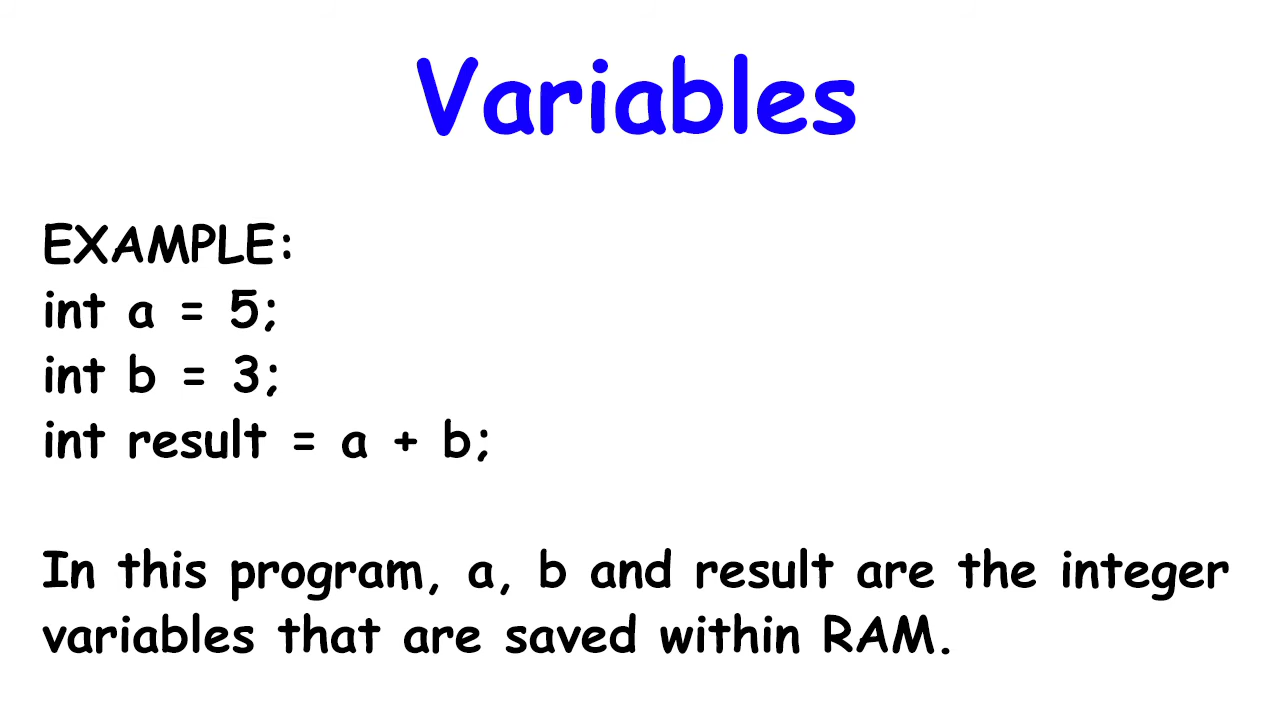 Variables
EXAMPLE:
int a = 5;
int b = 3;
int result = a + b;
In this program, a, b and result are the integer
variables that are saved within RAM.